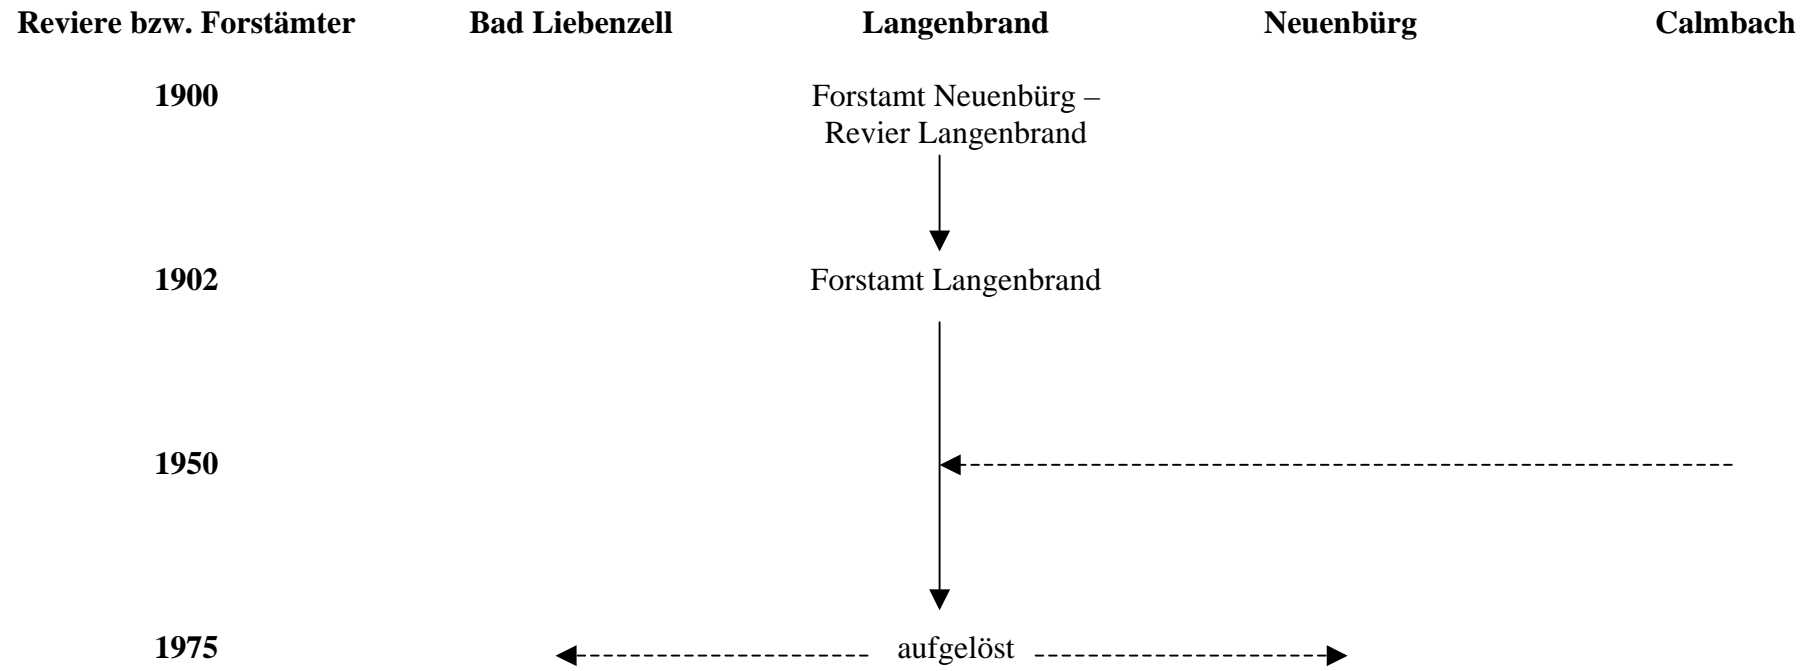 Reviere bzw. Forstämter Bad Liebenzell Langenbrand Neuenbürg Calmbach
1900 Forstamt Neuenbürg –
Revier Langenbrand
1902 Forstamt Langenbrand
1950
1975 aufgelöst